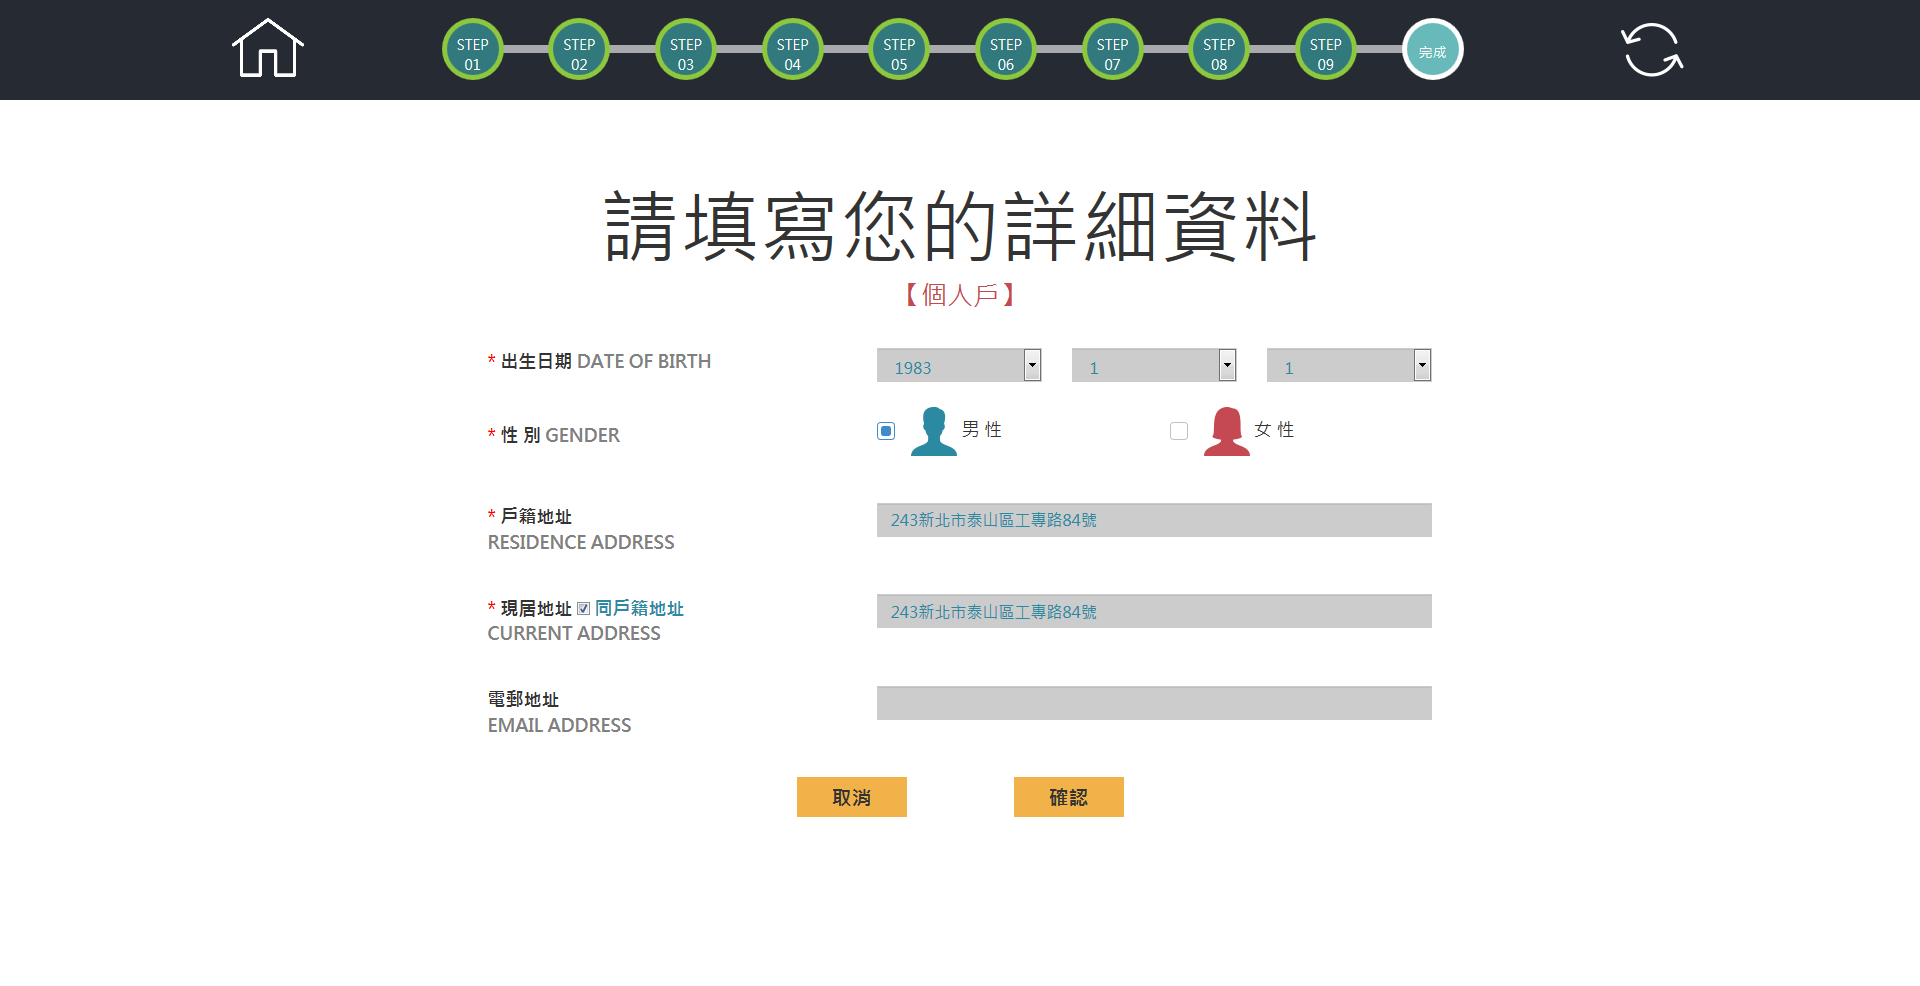 STEP 01
STEP 02
STEP 03
STEP 04
STEP 05
STEP 06
STEP 07
STEP 08
STEP 09
完成
請填寫您的詳細資料
【個人戶】
* 出生日期 DATE OF BIRTH
1983
1
1
* 性 別 GENDER
男 性
女 性
* 戶籍地址
RESIDENCE ADDRESS
243新北市泰山區工專路84號
* 現居地址 同戶籍地址
CURRENT ADDRESS
243新北市泰山區工專路84號
電郵地址
EMAIL ADDRESS
取消
確認